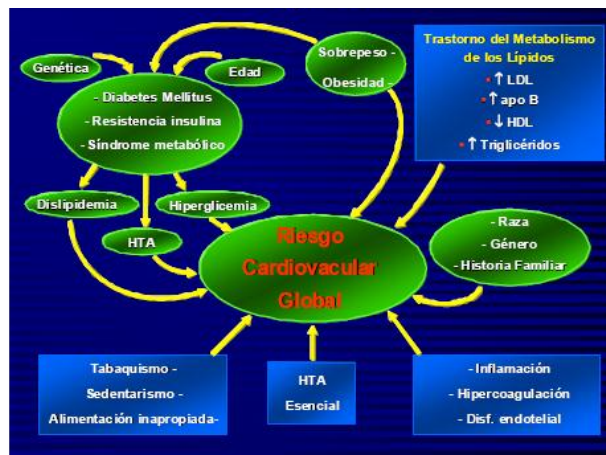 Genética
Edad
Sobrepeso -
Obesidad -
Trastorno del Metabolismo
de los Lípidos
▪↑ LDL
▪↑ apo B
▪↓ HDL
▪↑ Triglicéridos
- Diabetes Mellitus
- Resistencia insulina
- Síndrome metabólico
Dislipidemia
HTA
Hiperglicemia
Riesgo
Cardiovacular
Global
- Raza
- Género
- Historia Familiar
Tabaquismo -
Sedentarismo -
Alimentación inapropiada-
HTA
Esencial
- Inflamación
- Hipercoagulación
- Disf. endotelial